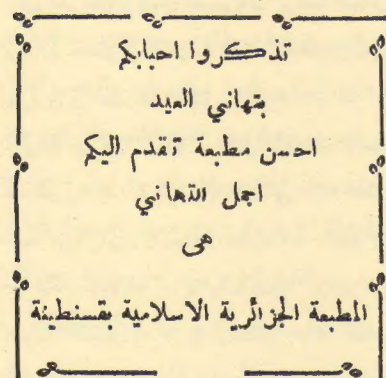 تذكروا احبابكم
بتهاني العيد
احسن مطبعة تقدم اليكم
اجمل التهاني
هى
المطبعة الجزائرية الاسلامية بقسنطينة